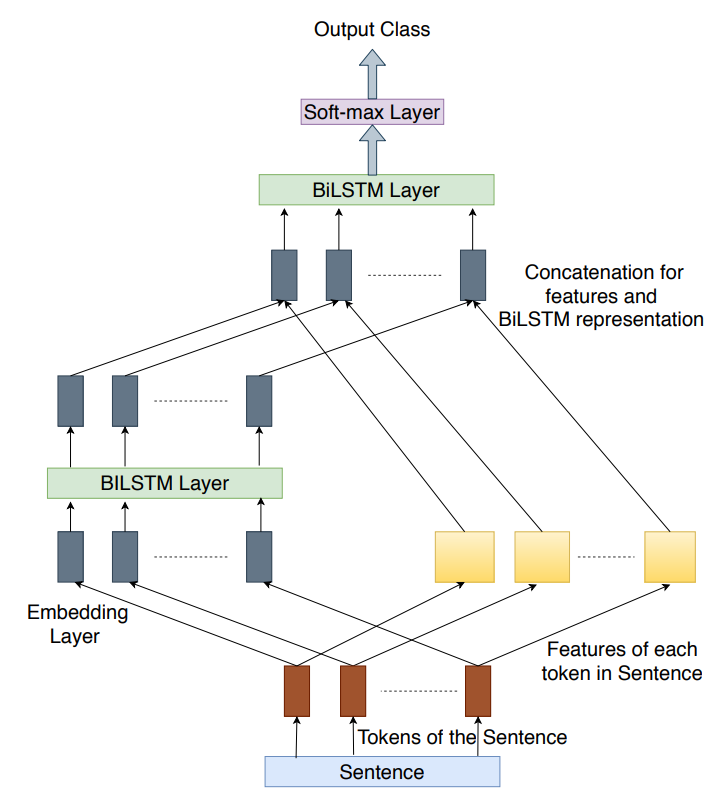 Output Class
Soft-max Layer
BiLSTM Layer
Concatenation for
features and
BiLSTM representation
BILSTM Layer
Embedding
Layer
Features of each
token in Sentence
Tokens of the Sentence
Sentence